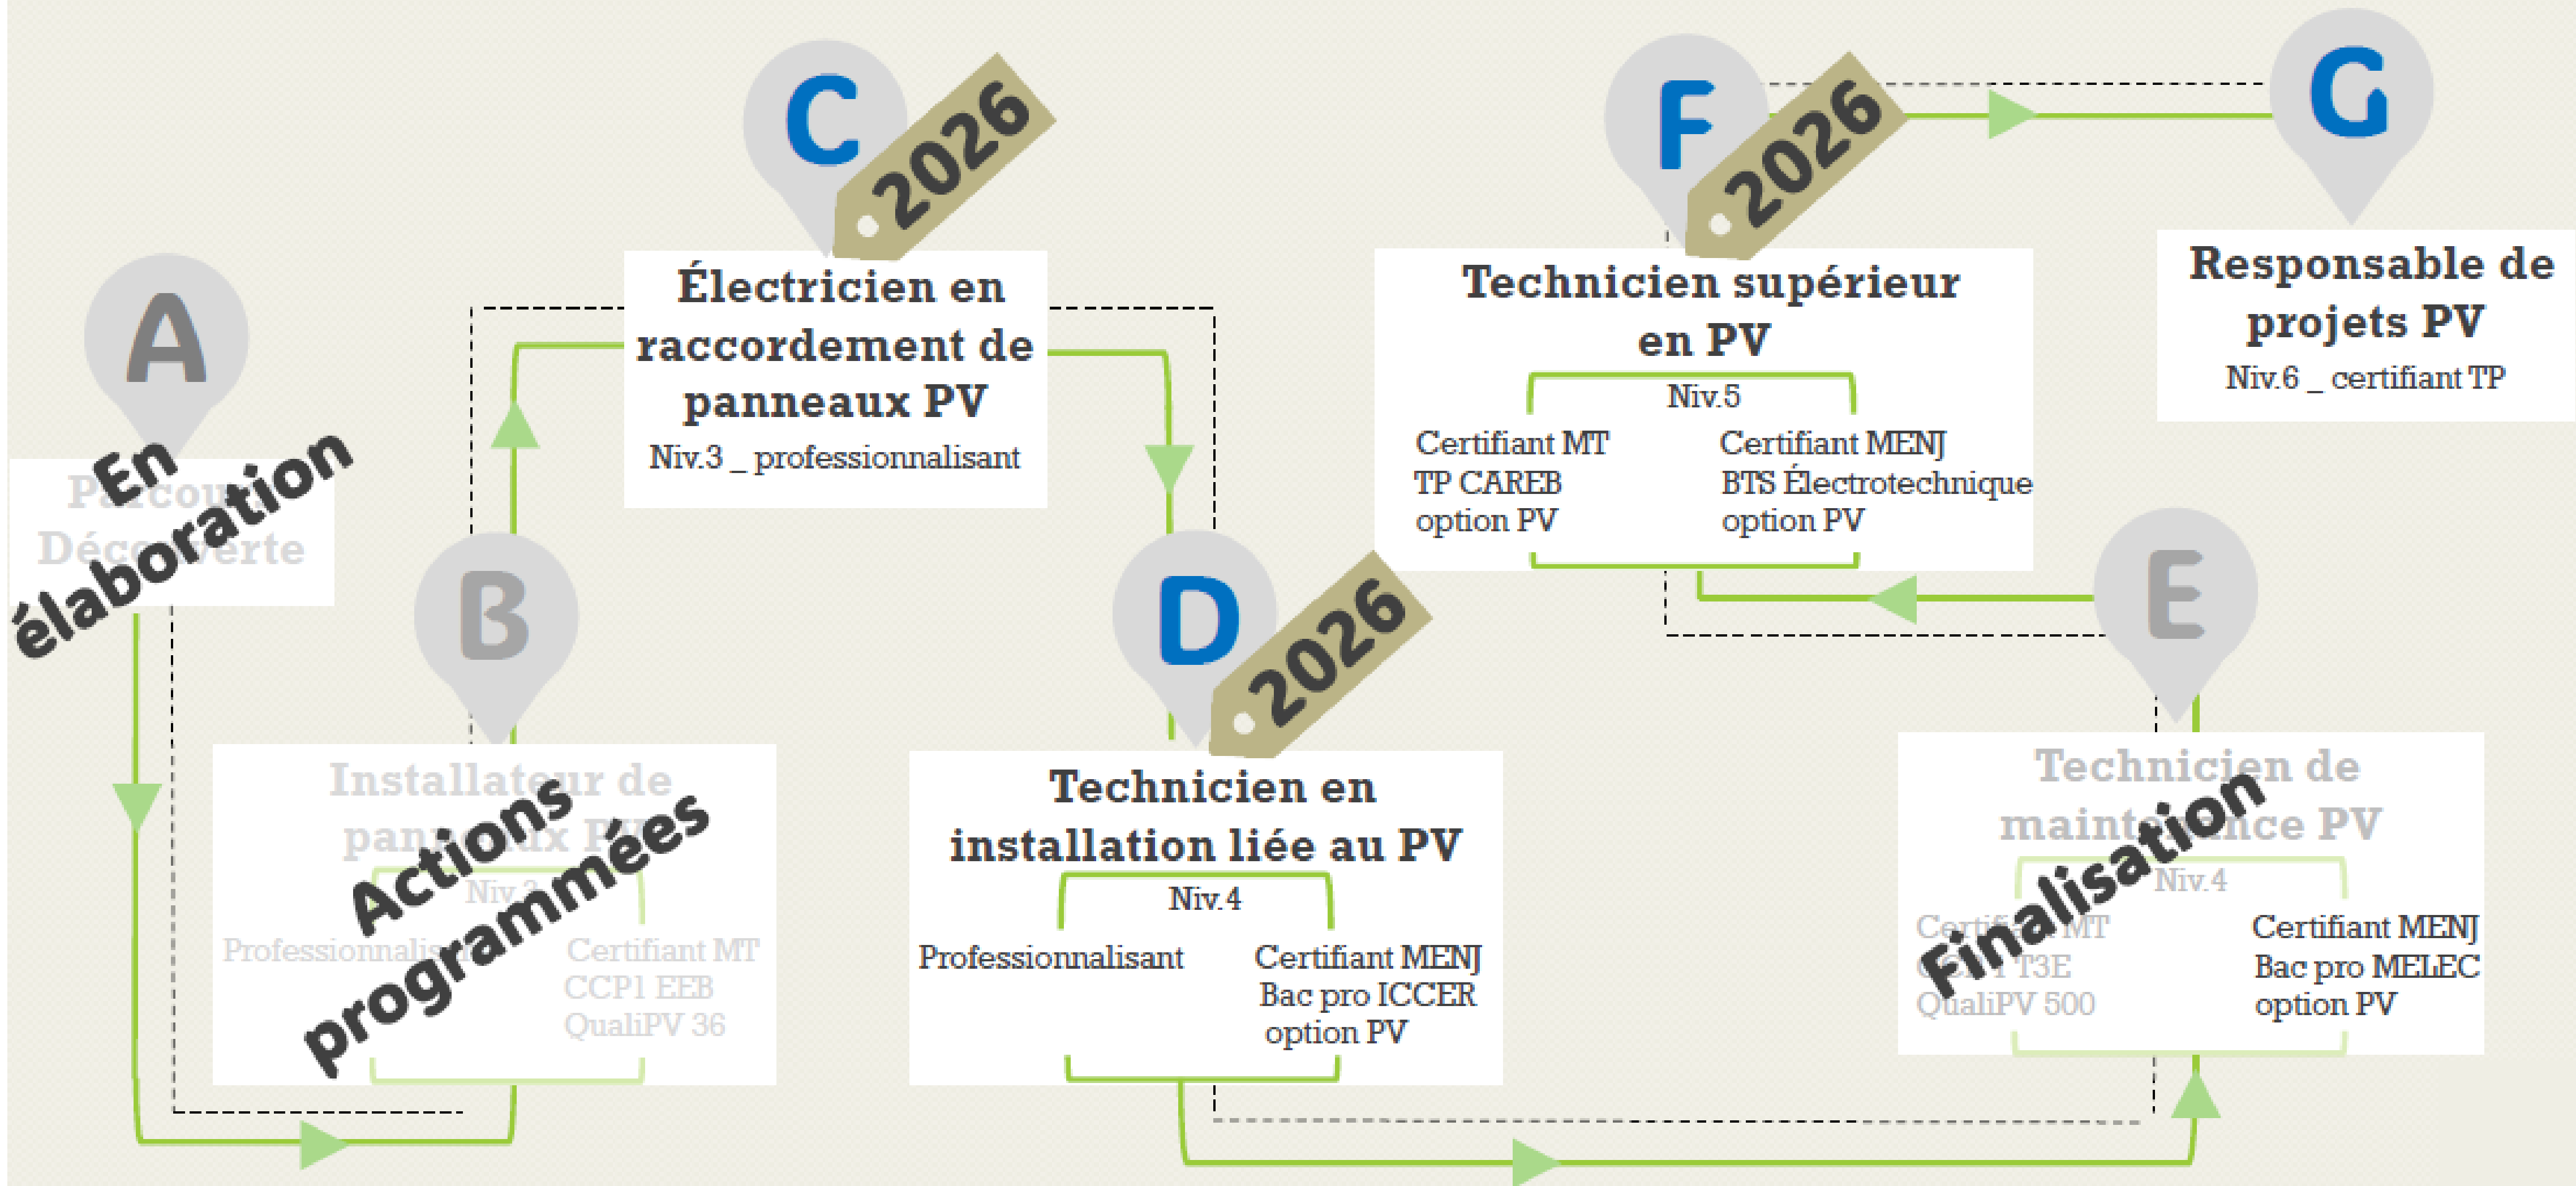 A
En
élaboration
Parcours
Découverte
B
Actions
programmées
Installateur de
panneaux PV
Niv.3
Professionnalisant
Certifiant MT
CCP1 EEB
QualiPV 36
C
2026
Électricien en
raccordement de
panneaux PV
Niv.3 _ professionnalisant
D
2026
Technicien en
installation liée au PV
Niv.4
Professionnalisant
Certifiant MENJ
Bac pro ICCER
option PV
E
Finalisation
Technicien de
maintenance PV
Niv.4
Certifiant MT
T3E
QualiPV 500
Certifiant MENJ
Bac pro MELEC
option PV
F
2026
Technicien supérieur
en PV
Niv.5
Certifiant MT
TP CAREB
option PV
Certifiant MENJ
BTS Électrotechnique
option PV
G
Responsable de
projets PV
Niv.6 _ certifiant TP